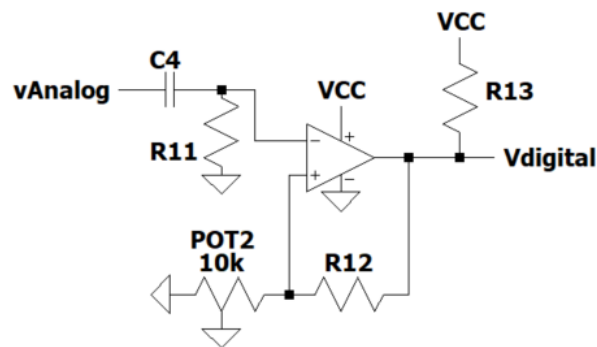 VCC
C4
VCC
vAnalog
R13
R11
−
+
+
−
Vdigital
POT2
10k
R12